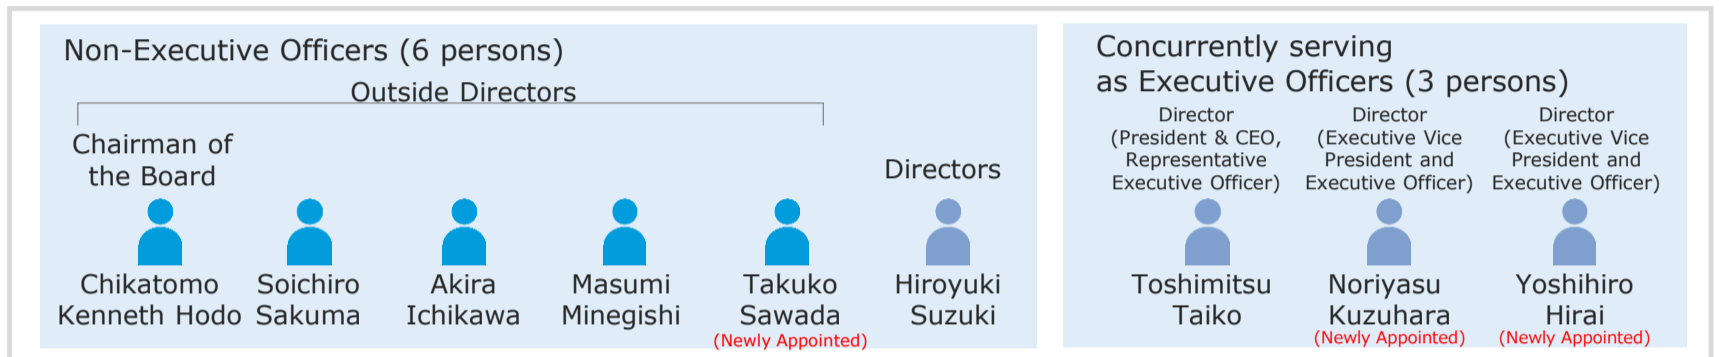 Non-Executive Officers (6 persons)
Outside Directors
Chairman of
the Board
Directors
Chikatomo
Kenneth Hodo
Soichiro
Sakuma
Akira
Ichikawa
Masumi
Minegishi
Takuko
Sawada
(Newly Appointed)
Hiroyuki
Suzuki
Concurrently serving
as Executive Officers (3 persons)
Director
(President & CEO,
Representative
Executive Officer)
Toshimitsu
Taiko
Director
(Executive Vice
President and
Executive Officer)
Noriyasu
Kuzuhara
(Newly Appointed)
Director
(Executive Vice
President and
Executive Officer)
Yoshihiro
Hirai
(Newly Appointed)